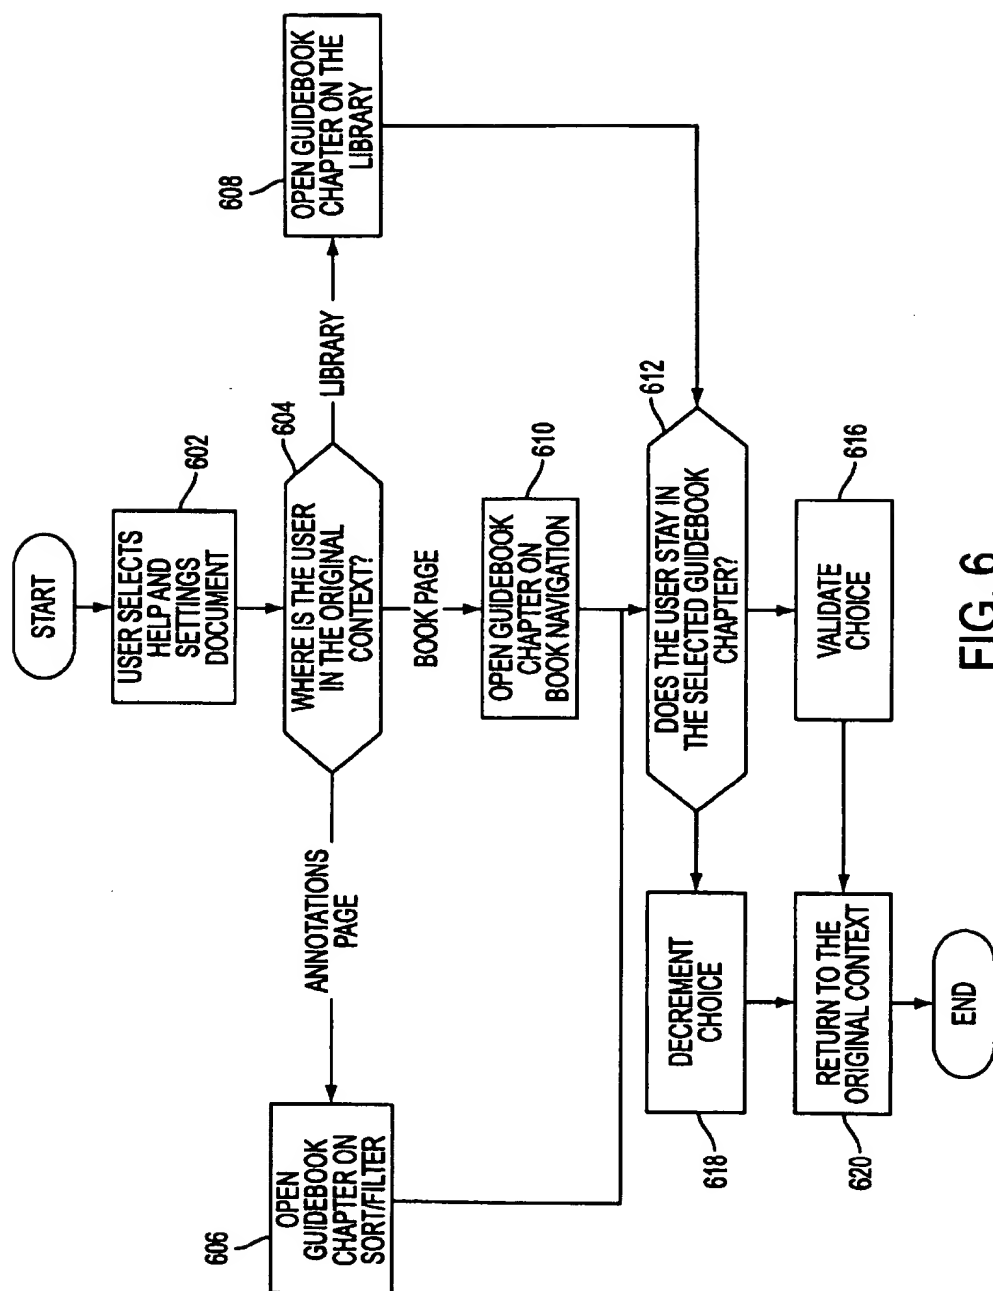 START
602
USER SELECTS
HELP AND
SETTINGS
DOCUMENT
604
WHERE IS THE USER
IN THE ORIGINAL
CONTEXT?
ANNOTATIONS
PAGE
BOOK PAGE
LIBRARY
606
OPEN
GUIDEBOOK
CHAPTER ON
SORT/FILTER
610
OPEN GUIDEBOOK
CHAPTER ON
BOOK NAVIGATION
608
OPEN GUIDEBOOK
CHAPTER ON THE
LIBRARY
612
DOES THE USER STAY IN
THE SELECTED GUIDEBOOK
CHAPTER?
618
DECREMENT
CHOICE
616
VALIDATE
CHOICE
620
RETURN TO THE
ORIGINAL CONTEXT
END
FIG. 6